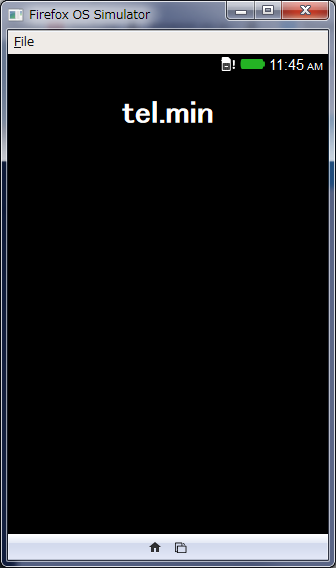 Firefox OS Simulator
File
! 11:45 AM
tel.min